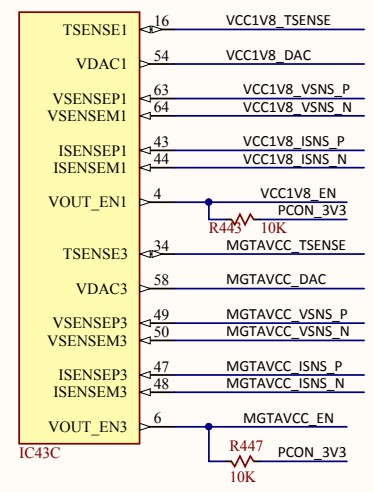 TSENSE1 16 VCC1V8_TSENSE
VDAC1 54 VCC1V8_DAC
VSENSEP1 63 VCC1V8_VSNS_P
VSENSEM1 64 VCC1V8_VSNS_N
ISENSEP1 43 VCC1V8_ISNS_P
ISENSEM1 44 VCC1V8_ISNS_N
VOUT_EN1 4 VCC1V8_EN
PCON_3V3
R443 10K
TSENSE3 34 MGTAVCC_TSENSE
VDAC3 58 MGTAVCC_DAC
VSENSEP3 49 MGTAVCC_VSNS_P
VSENSEM3 50 MGTAVCC_VSNS_N
ISENSEP3 47 MGTAVCC_ISNS_P
ISENSEM3 48 MGTAVCC_ISNS_N
VOUT_EN3 6 MGTAVCC_EN
IC43C R447 PCON_3V3
10K